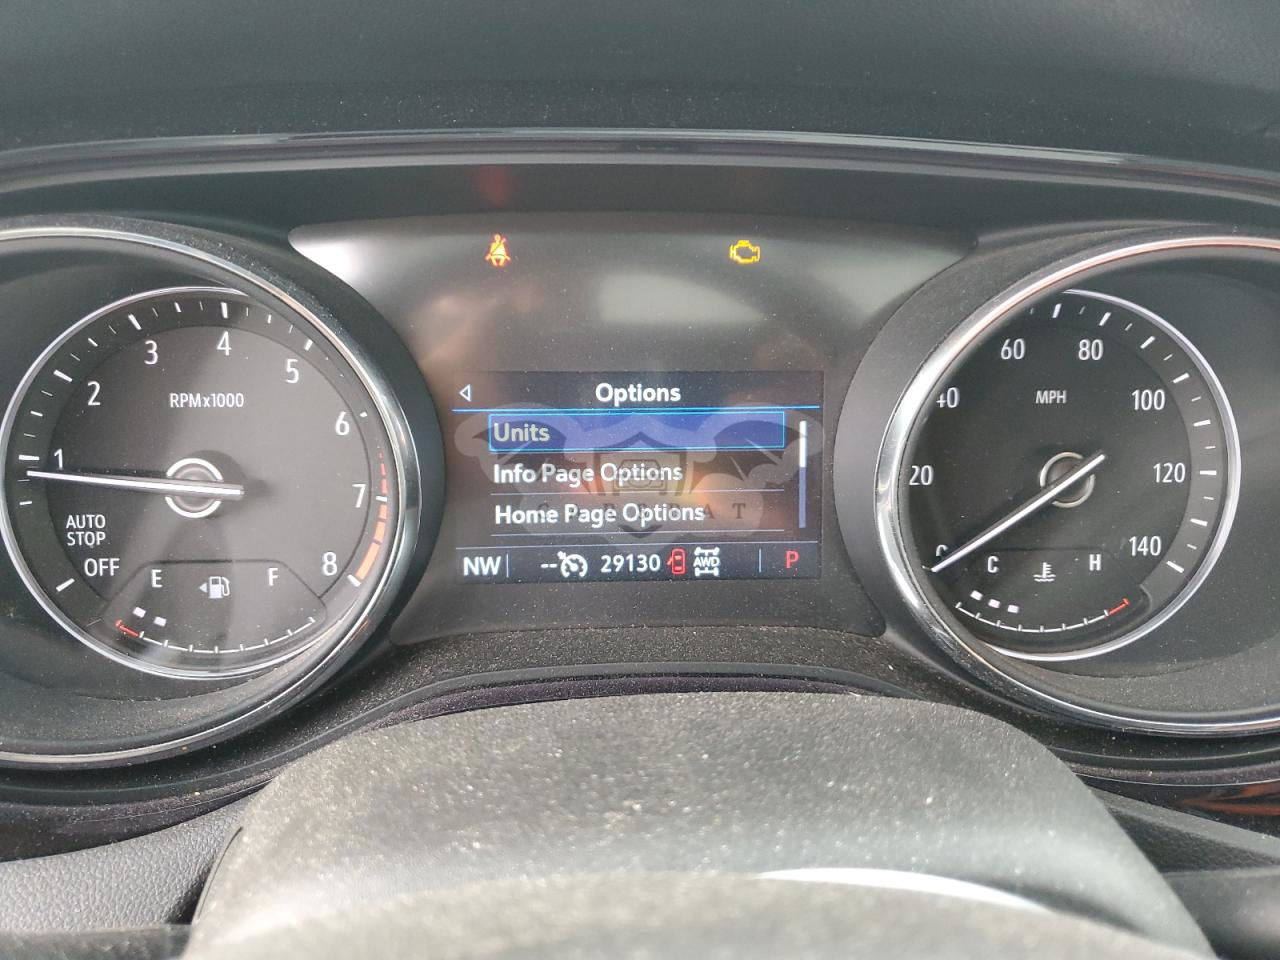 Options
Units
Info Page Options
Home Page Options
NW
--
29130
AWD
P
1
2
3
4
5
6
7
8
RPMx1000
AUTO
STOP
OFF
E
F
20
60
80
100
120
140
MPH
C
H